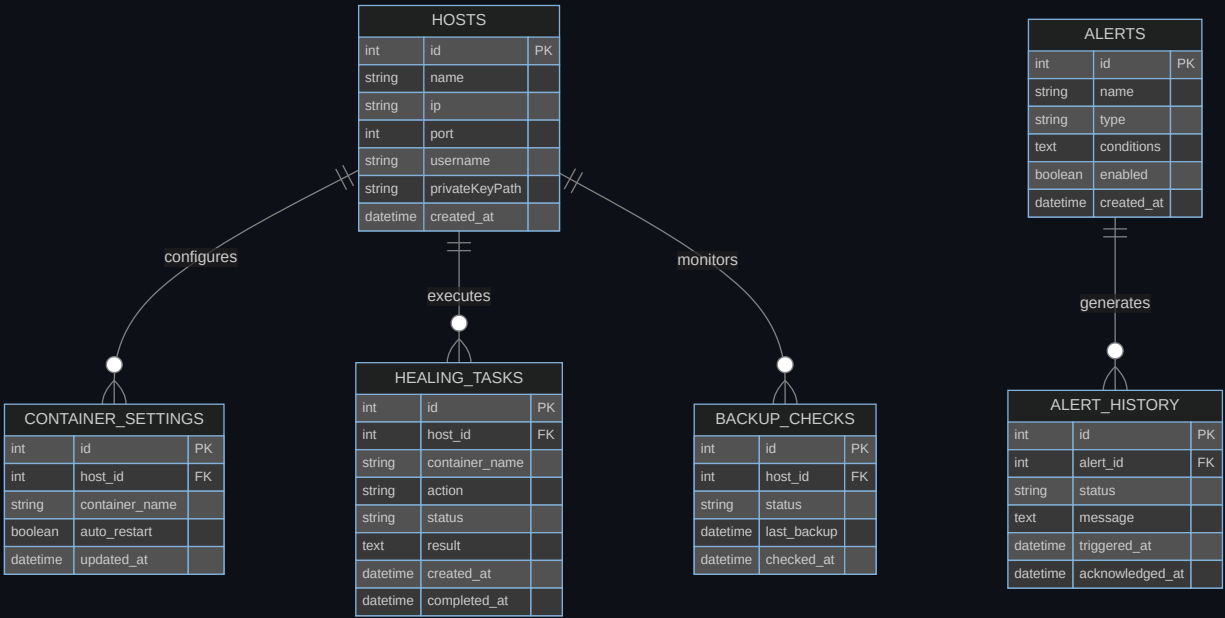 HOSTS
int id PK
string name
string ip
int port
string username
string privateKeyPath
datetime created_at
ALERTS
int id PK
string name
string type
text conditions
boolean enabled
datetime created_at
configures
executes
monitors
generates
CONTAINER_SETTINGS
int id PK
int host_id FK
string container_name
boolean auto_restart
datetime updated_at
HEALING_TASKS
int id PK
int host_id FK
string container_name
string action
string status
text result
datetime created_at
datetime completed_at
BACKUP_CHECKS
int id PK
int host_id FK
string status
datetime last_backup
datetime checked_at
ALERT_HISTORY
int id PK
int alert_id FK
string status
text message
datetime triggered_at
datetime acknowledged_at